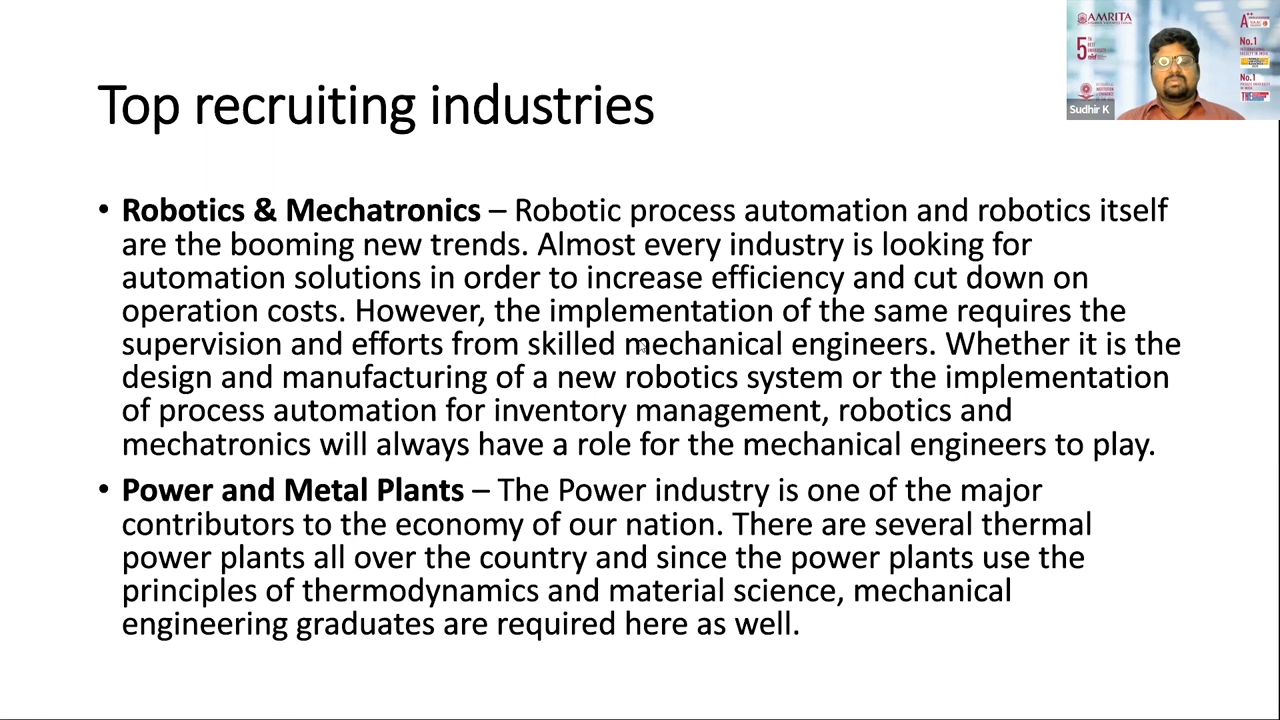 Top recruiting industries
• Robotics & Mechatronics – Robotic process automation and robotics itself
are the booming new trends. Almost every industry is looking for
automation solutions in order to increase efficiency and cut down on
operation costs. However, the implementation of the same requires the
supervision and efforts from skilled mechanical engineers. Whether it is the
design and manufacturing of a new robotics system or the implementation
of process automation for inventory management, robotics and
mechatronics will always have a role for the mechanical engineers to play.
• Power and Metal Plants – The Power industry is one of the major
contributors to the economy of our nation. There are several thermal
power plants all over the country and since the power plants use the
principles of thermodynamics and material science, mechanical
engineering graduates are required here as well.
AMRITA
5TH
BEST
A++
No.1
No.1
THE
Sudhir K